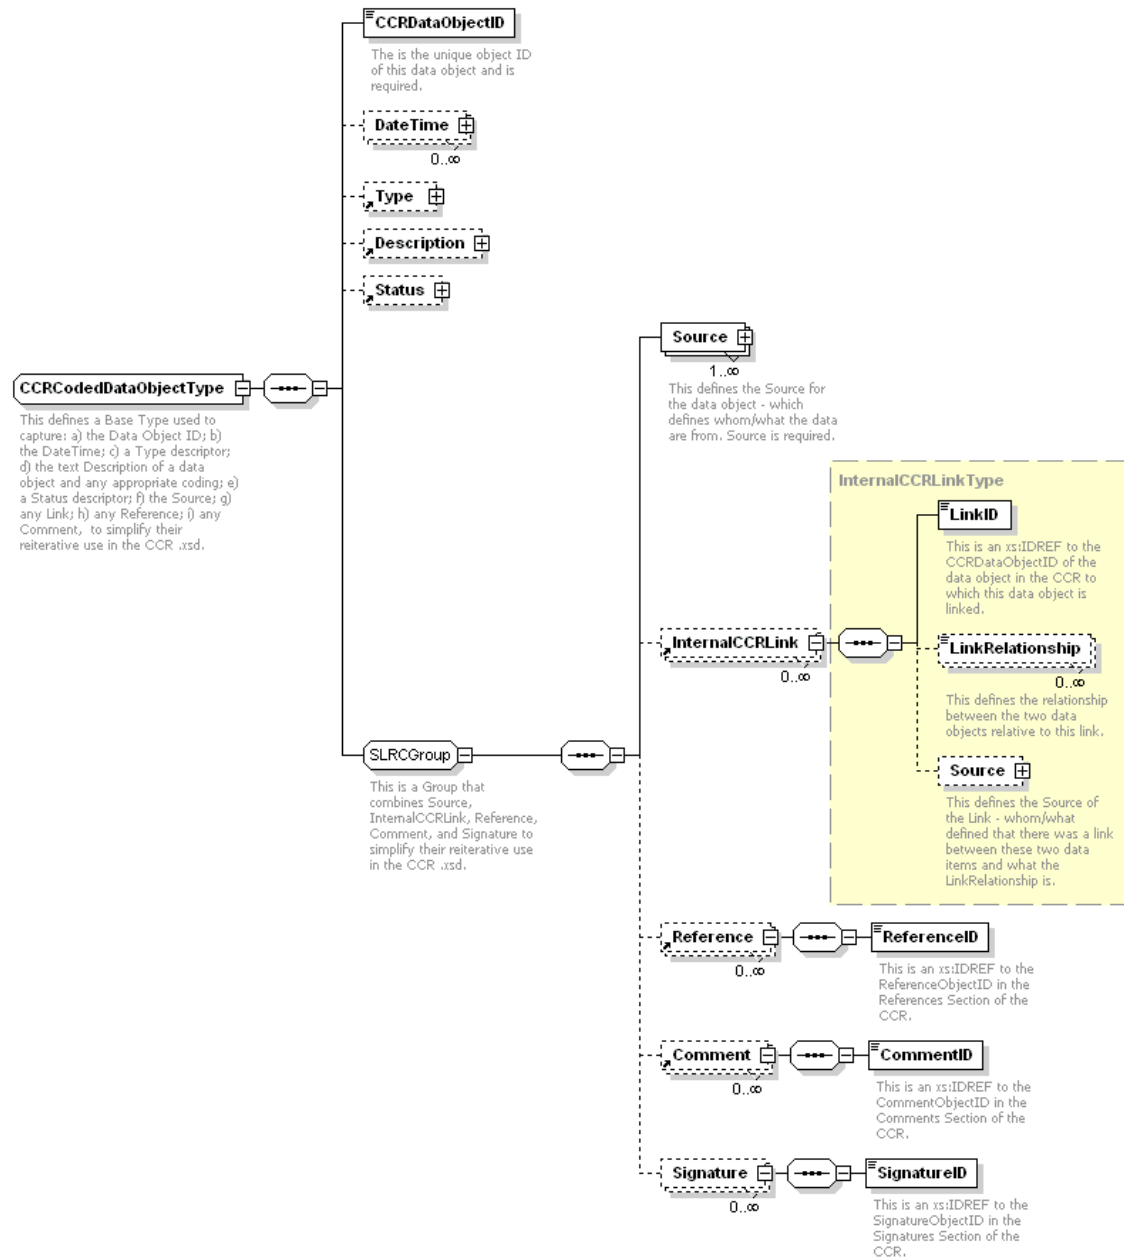 CCRDataObjectID
The is the unique object ID
of this data object and is
required.
DateTime
0..∞
Type
Description
Status
CCRCodedDataObjectType
This defines a Base Type used to
capture: a) the Data Object ID; b)
the DateTime; c) a Type descriptor;
d) the text Description of a data
object and any appropriate coding; e)
a Status descriptor; f) the Source; g)
any Link; h) any Reference; i) any
Comment,  to simplify their
reiterative use in the CCR .xsd.
SLRCGroup
This is a Group that
combines Source,
InternalCCRLink, Reference,
Comment, and Signature to
simplify their reiterative use
in the CCR .xsd.
Source
1..∞
This defines the Source for
the data object - which
defines whom/what the data
are from. Source is required.
InternalCCRLink
0..∞
InternalCCRLinkType
LinkID
This is an xs:IDREF to the
CCRDataObjectID of the
data object in the CCR to
which this data object is
linked.
LinkRelationship
0..∞
This defines the relationship
between the two data
objects relative to this link.
Source
This defines the Source of
the Link - whom/what
defined that there was a link
between these two data
items and what the
LinkRelationship is.
Reference
0..∞
ReferenceID
This is an xs:IDREF to the
ReferenceObjectID in the
References Section of the
CCR.
Comment
0..∞
CommentID
This is an xs:IDREF to the
CommentObjectID in the
Comments Section of the
CCR.
Signature
0..∞
SignatureID
This is an xs:IDREF to the
SignatureObjectID in the
Signatures Section of the
CCR.